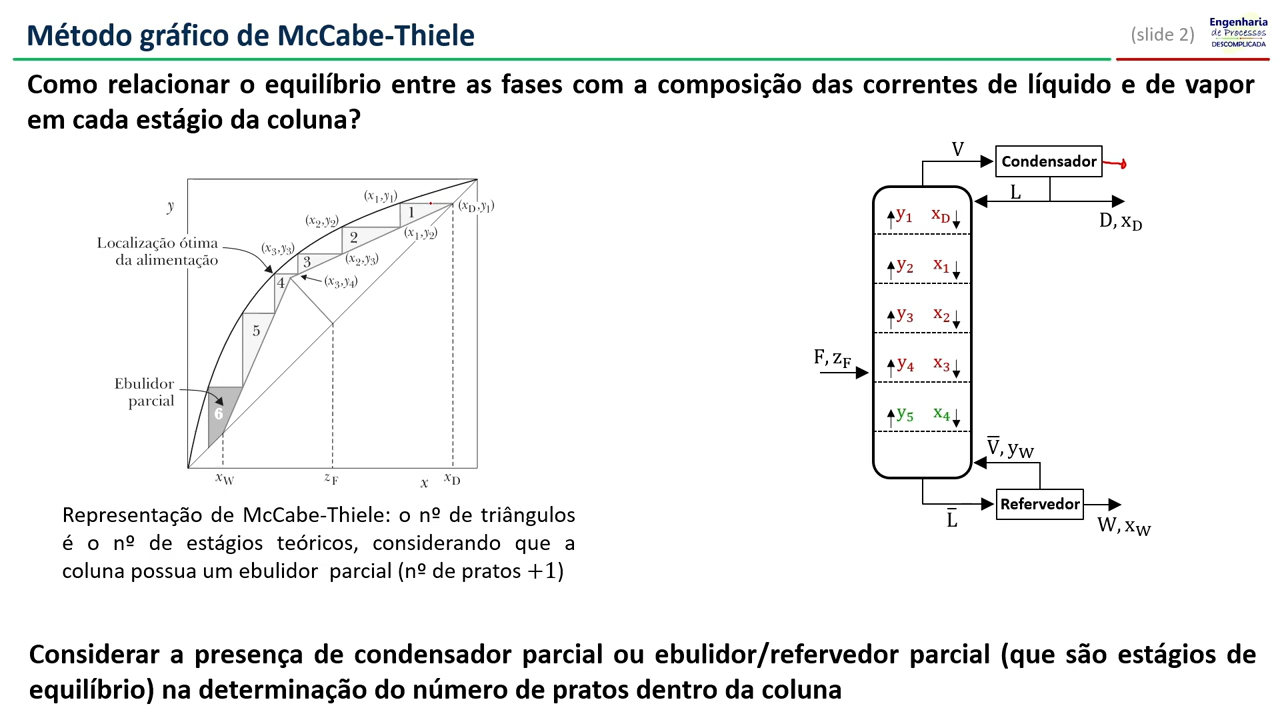 Método gráfico de McCabe-Thiele
(slide 2)
Engenharia
de Processos
DESCOMPLICADA
Como relacionar o equilíbrio entre as fases com a composição das correntes de líquido e de vapor
em cada estágio da coluna?
y
(x₁,y₁)
1
(x_D,y₁)
(x₂,y₂)
2
(x₁,y₂)
Localização ótima
da alimentação
(x₃,y₃)
3
(x₂,y₃)
4
(x₃,y₄)
5
Ebulidor
parcial
6
x_W
z_F
x
x_D
V
Condensador
L
D, x_D
y₁ x_D
y₂ x₁
y₃ x₂
F, z_F
y₄ x₃
y₅ x₄
V̅, y_W
Refervedor
L̅
W, x_W
Representação de McCabe-Thiele: o nº de triângulos
é o nº de estágios teóricos, considerando que a
coluna possua um ebulidor parcial (nº de pratos +1)
Considerar a presença de condensador parcial ou ebulidor/refervedor parcial (que são estágios de
equilíbrio) na determinação do número de pratos dentro da coluna